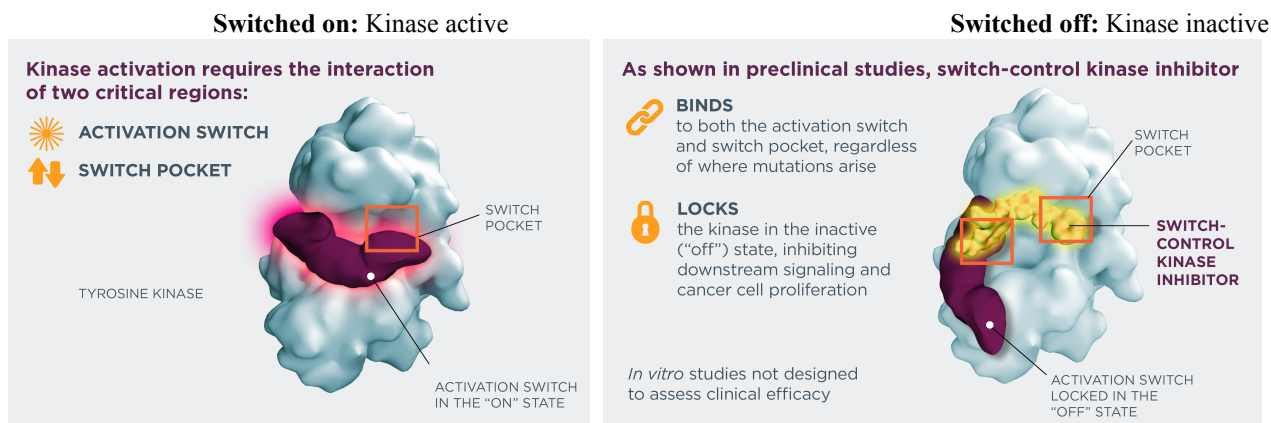 Switched on: Kinase active
Kinase activation requires the interaction
of two critical regions:
ACTIVATION SWITCH
SWITCH POCKET
SWITCH
POCKET
TYROSINE KINASE
ACTIVATION SWITCH
IN THE “ON” STATE
Switched off: Kinase inactive
As shown in preclinical studies, switch-control kinase inhibitor
BINDS
to both the activation switch
and switch pocket, regardless
of where mutations arise
LOCKS
the kinase in the inactive
(“off”) state, inhibiting
downstream signaling and
cancer cell proliferation
In vitro studies not designed
to assess clinical efficacy
SWITCH
POCKET
SWITCH-
CONTROL
KINASE
INHIBITOR
ACTIVATION SWITCH
LOCKED IN THE
“OFF” STATE